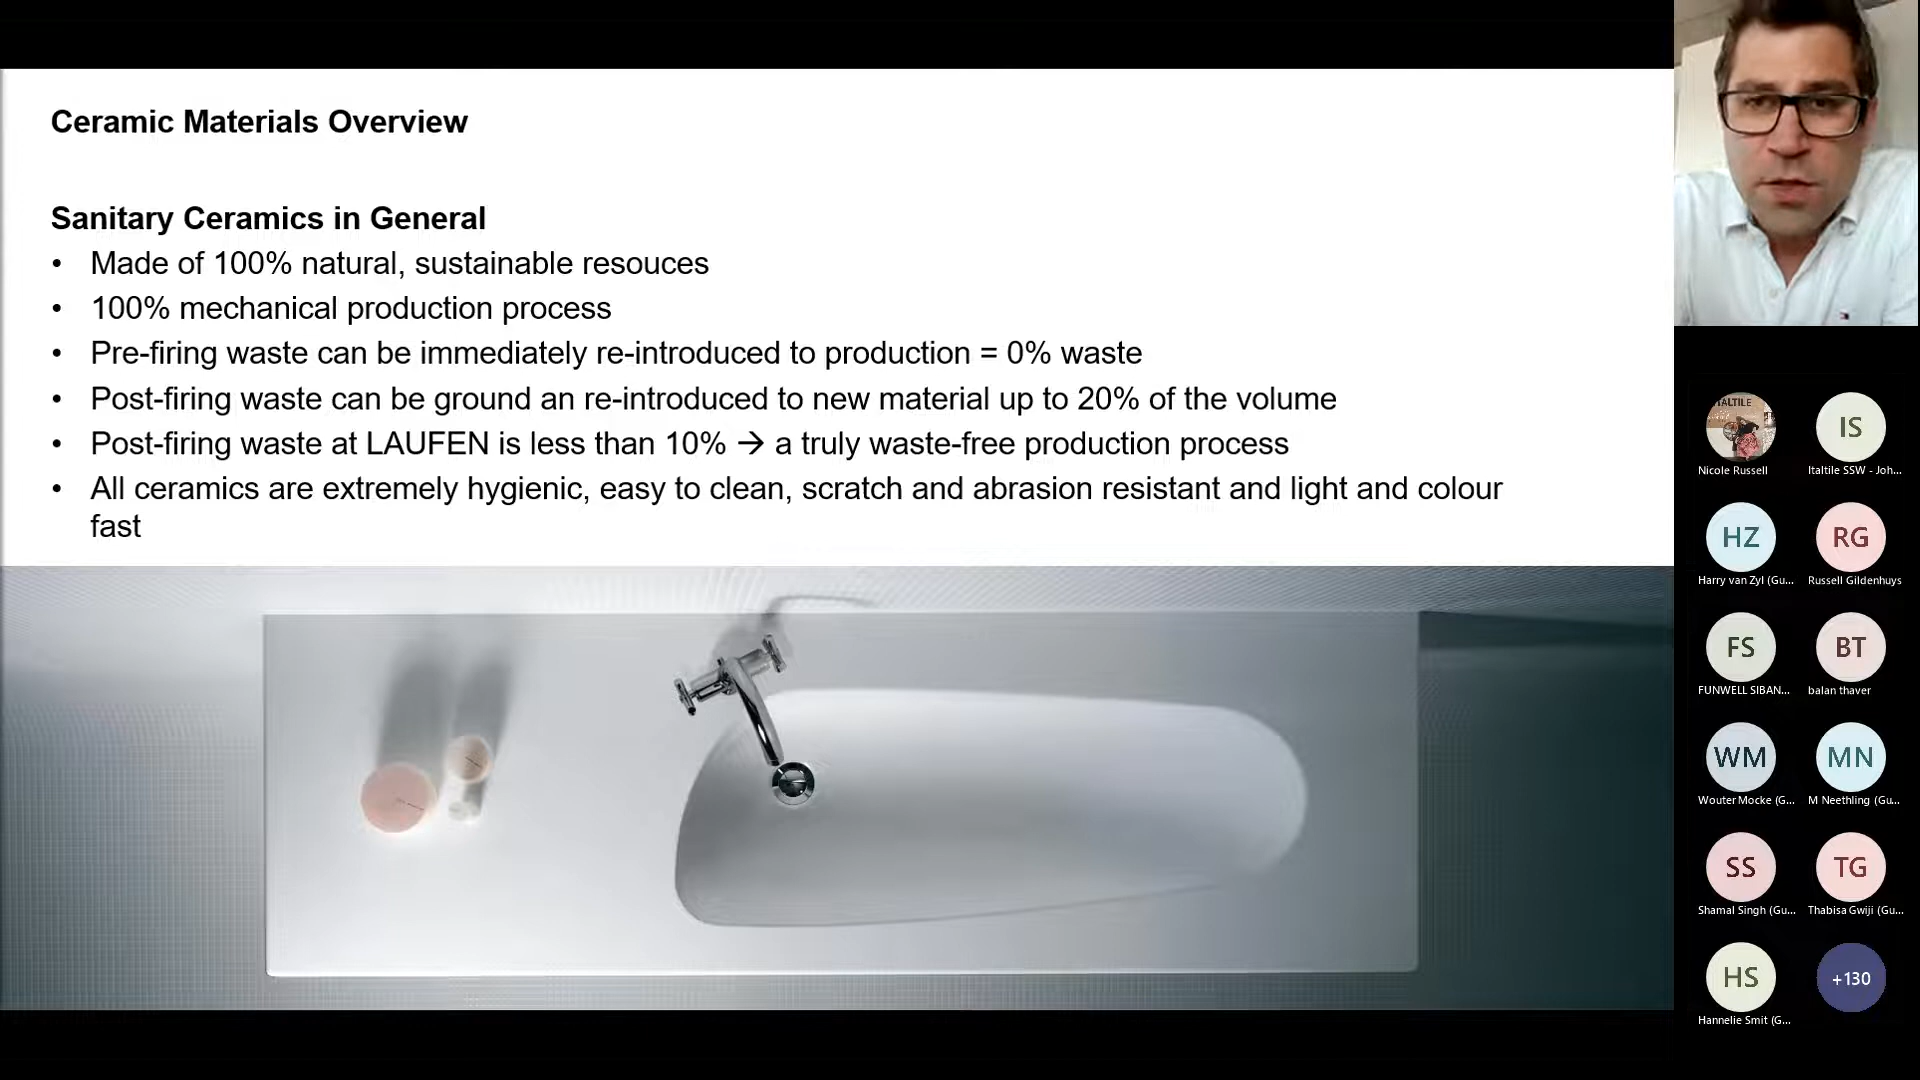 Ceramic Materials Overview
Sanitary Ceramics in General
• Made of 100% natural, sustainable resouces
• 100% mechanical production process
• Pre-firing waste can be immediately re-introduced to production = 0% waste
• Post-firing waste can be ground an re-introduced to new material up to 20% of the volume
• Post-firing waste at LAUFEN is less than 10% → a truly waste-free production process
• All ceramics are extremely hygienic, easy to clean, scratch and abrasion resistant and light and colour
fast
Nicole Russell
IS
Italtile SSW - Joh...
HZ
Harry van Zyl (Gu...
RG
Russell Gildenhuys
FS
FUNWELL SIBAN...
BT
balan thaver
WM
Wouter Mocke (G...
MN
M Neethling (Gu...
SS
Shamal Singh (Gu...
TG
Thabisa Gwiji (Gu...
HS
Hannelie Smit (G...
+130